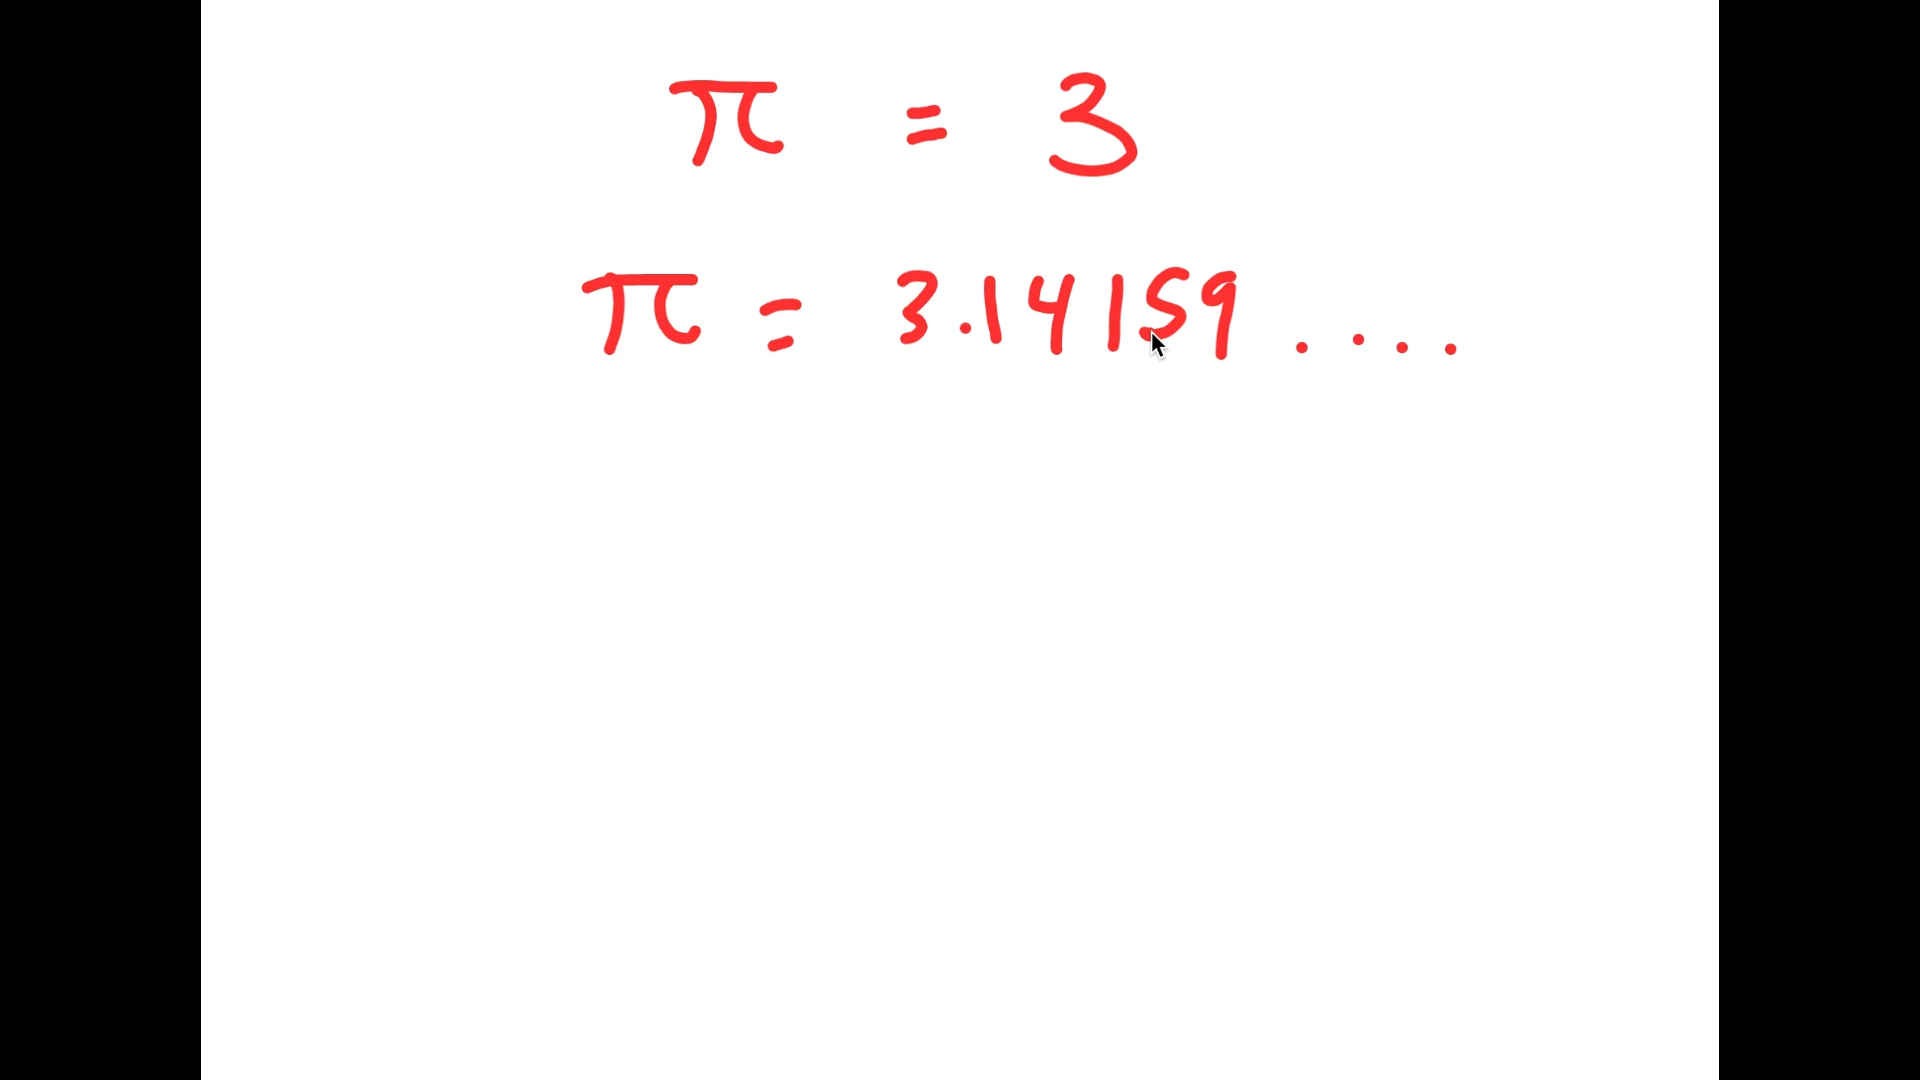 π = 3
π = 3.14159 ....